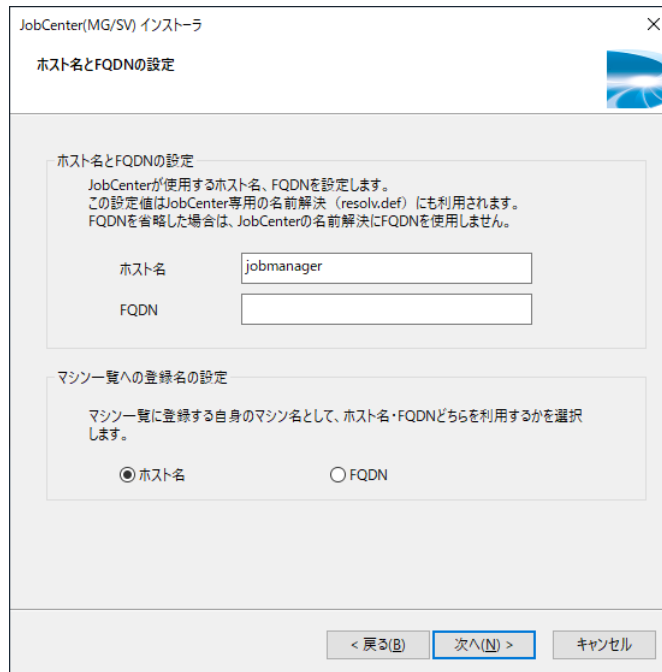 JobCenter(MG/SV) インストーラ
ホスト名とFQDNの設定
ホスト名とFQDNの設定
JobCenterが使用するホスト名、FQDNを設定します。
この設定値はJobCenter専用の名前解決（resolv.def）にも利用されます。
FQDNを省略した場合は、JobCenterの名前解決にFQDNを使用しません。
ホスト名 jobmanager
FQDN
マシン一覧への登録名の設定
マシン一覧に登録する自身のマシン名として、ホスト名・FQDNどちらを利用するかを選択
します。
ホスト名 FQDN
< 戻る(B) 次へ(N) > キャンセル